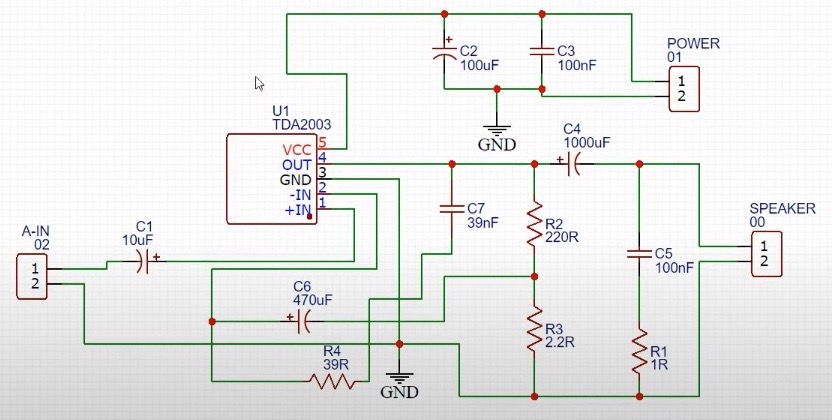 POWER
01
1
2
C2
100uF
C3
100nF
GND
U1
TDA2003
VCC 5
OUT 4
GND 3
-IN 2
+IN 1
C4
1000uF
C7
39nF
R2
220R
SPEAKER
00
1
2
A-IN
02
1
2
C1
10uF
C5
100nF
C6
470uF
R3
2.2R
R4
39R
R1
1R
GND
+
+
+
+